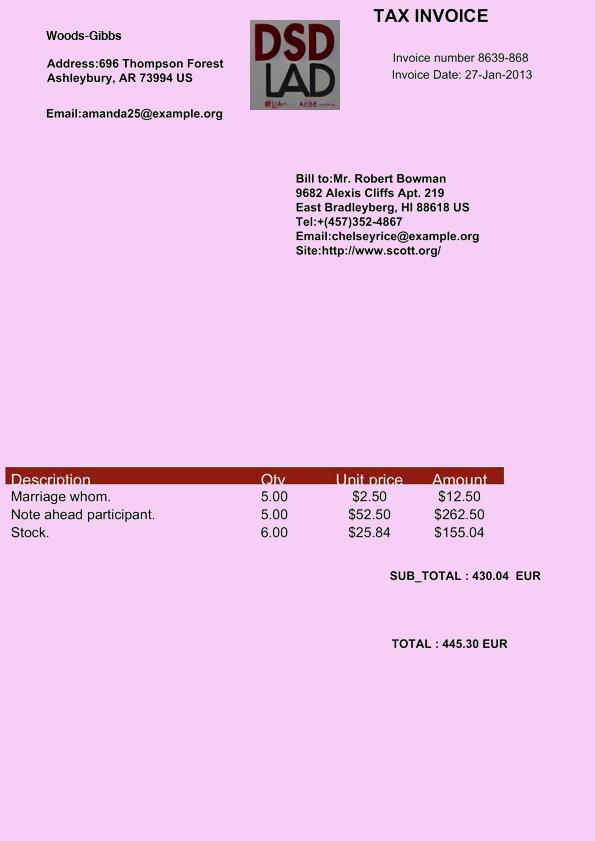 TAX INVOICE
Woods-Gibbs
DSD
LAD
Invoice number 8639-868
Invoice Date: 27-Jan-2013
Address:696 Thompson Forest
Ashleybury, AR 73994 US
Email:amanda25@example.org
Bill to:Mr. Robert Bowman
9682 Alexis Cliffs Apt. 219
East Bradleyberg, HI 88618 US
Tel:+(457)352-4867
Email:chelseyrice@example.org
Site:http://www.scott.org/
Description Qty Unit price Amount
Marriage whom. 5.00 $2.50 $12.50
Note ahead participant. 5.00 $52.50 $262.50
Stock. 6.00 $25.84 $155.04
SUB_TOTAL : 430.04 EUR
TOTAL : 445.30 EUR